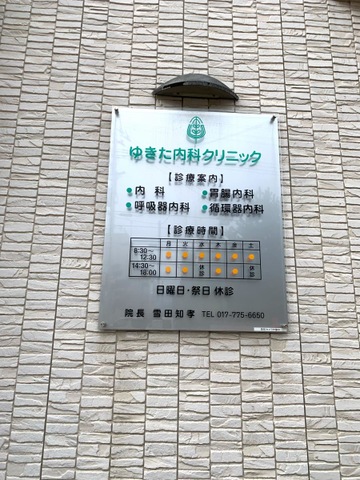 ゆきた内科クリニック
【診療案内】
●内 科 ●胃腸内科
●呼吸器内科 ●循環器内科
【診療時間】
月 火 水 木 金 土
8:30～12:30 ● ● ● ● ● ●
14:30～18:00 ● ● 休診 ● ● 休診
日曜日・祭日 休診
院長 雪田知孝 TEL 017-775-6650